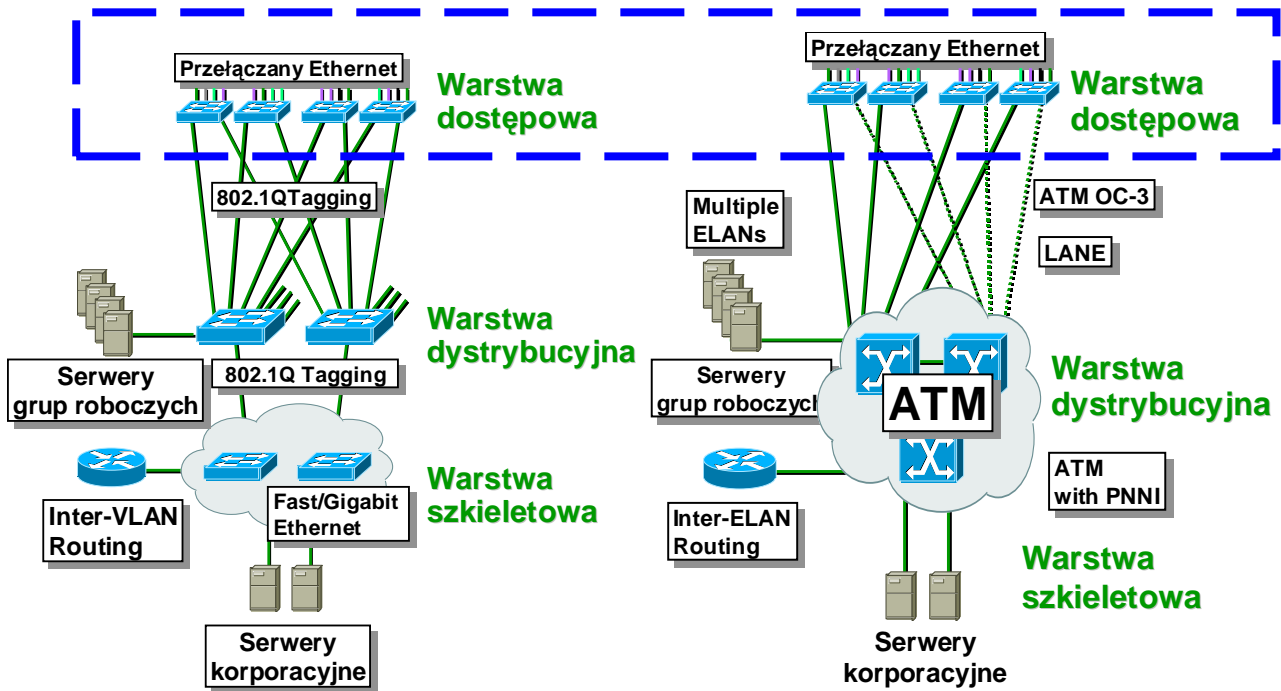 Przełączany Ethernet
Warstwa
dostępowa
802.1QTagging
Warstwa
dystrybucyjna
Serwery
grup roboczych
802.1Q Tagging
Inter-VLAN
Routing
Fast/Gigabit
Ethernet
Warstwa
szkieletowa
Serwery
korporacyjne
Przełączany Ethernet
Warstwa
dostępowa
Multiple
ELANs
ATM OC-3
LANE
Serwery
grup roboczych
ATM
Warstwa
dystrybucyjna
Inter-ELAN
Routing
ATM
with PNNI
Warstwa
szkieletowa
Serwery
korporacyjne